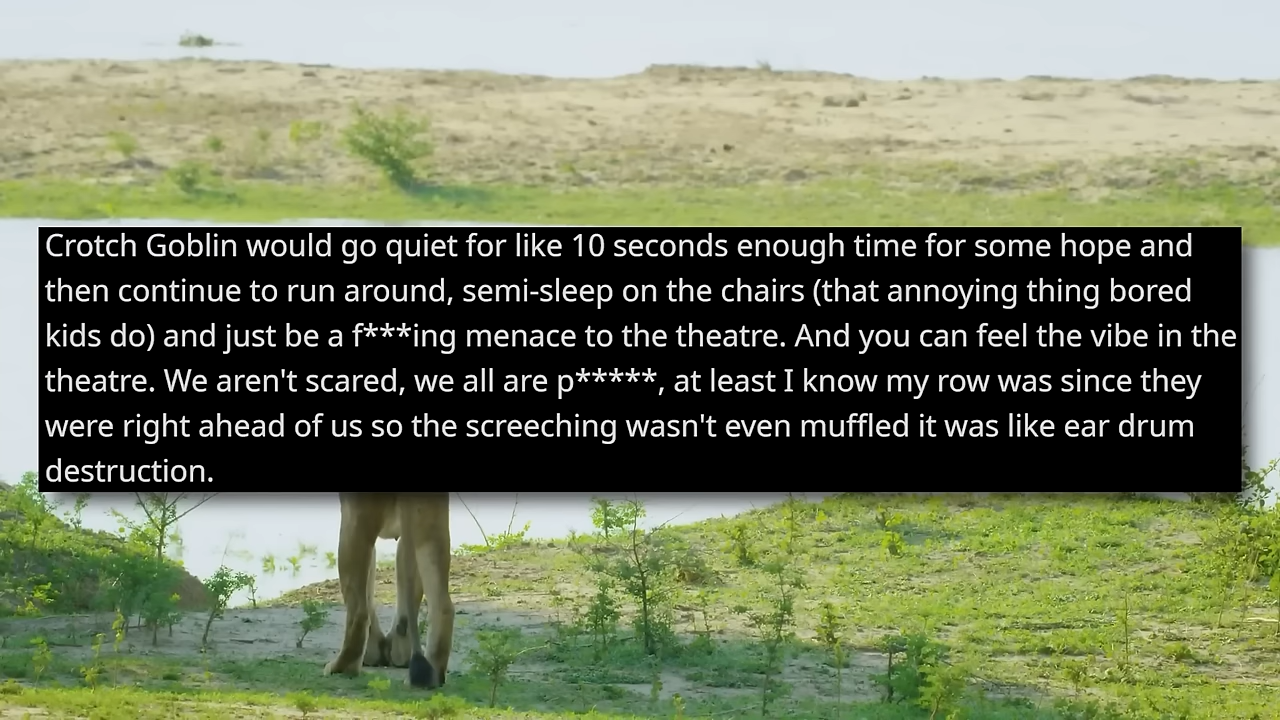 Crotch Goblin would go quiet for like 10 seconds enough time for some hope and
then continue to run around, semi-sleep on the chairs (that annoying thing bored
kids do) and just be a f***ing menace to the theatre. And you can feel the vibe in the
theatre. We aren't scared, we all are p*****, at least I know my row was since they
were right ahead of us so the screeching wasn't even muffled it was like ear drum
destruction.